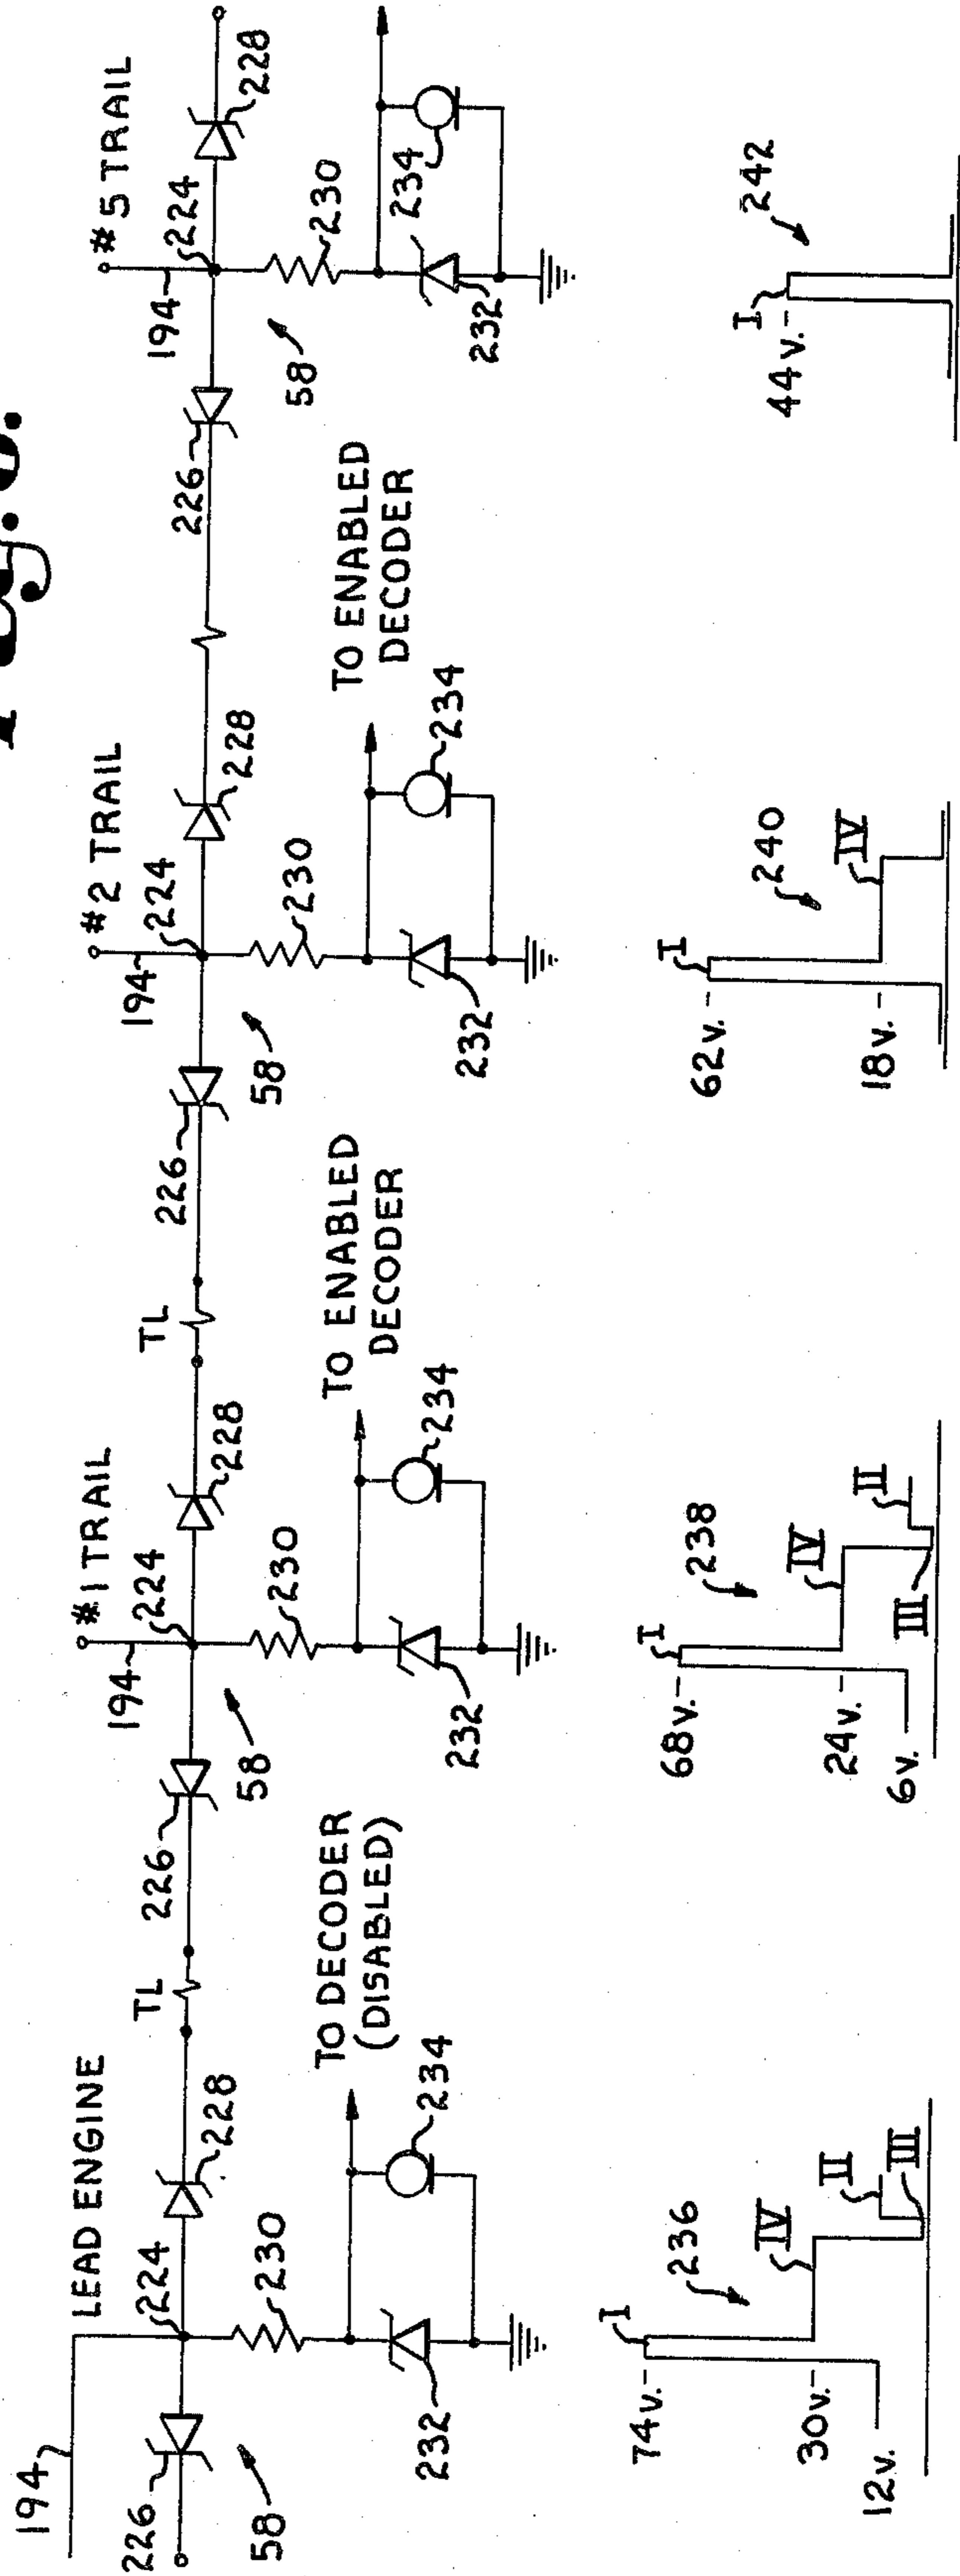 LEAD ENGINE
#1 TRAIL
#2 TRAIL
#5 TRAIL
194
224
226
228
TL
58
230
232
234
TO DECODER
(DISABLED)
194
224
226
228
TL
58
230
232
234
TO ENABLED
DECODER
194
224
226
228
58
230
232
234
TO ENABLED
DECODER
194
224
226
228
58
230
232
234
74v.
30v.
12v.
I
IV
II
III
236
68v.
24v.
6v.
I
IV
II
III
238
62v.
18v.
I
IV
240
44v.
I
242